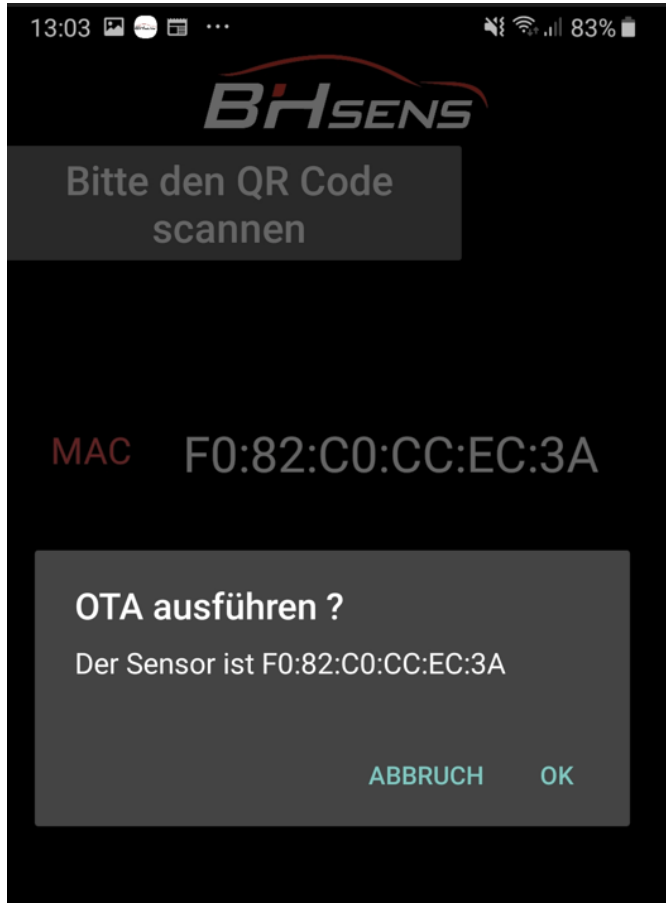 13:03 ... 83%
BHSENS
Bitte den QR Code
scannen
MAC F0:82:C0:CC:EC:3A
OTA ausführen ?
Der Sensor ist F0:82:C0:CC:EC:3A
ABBRUCH OK